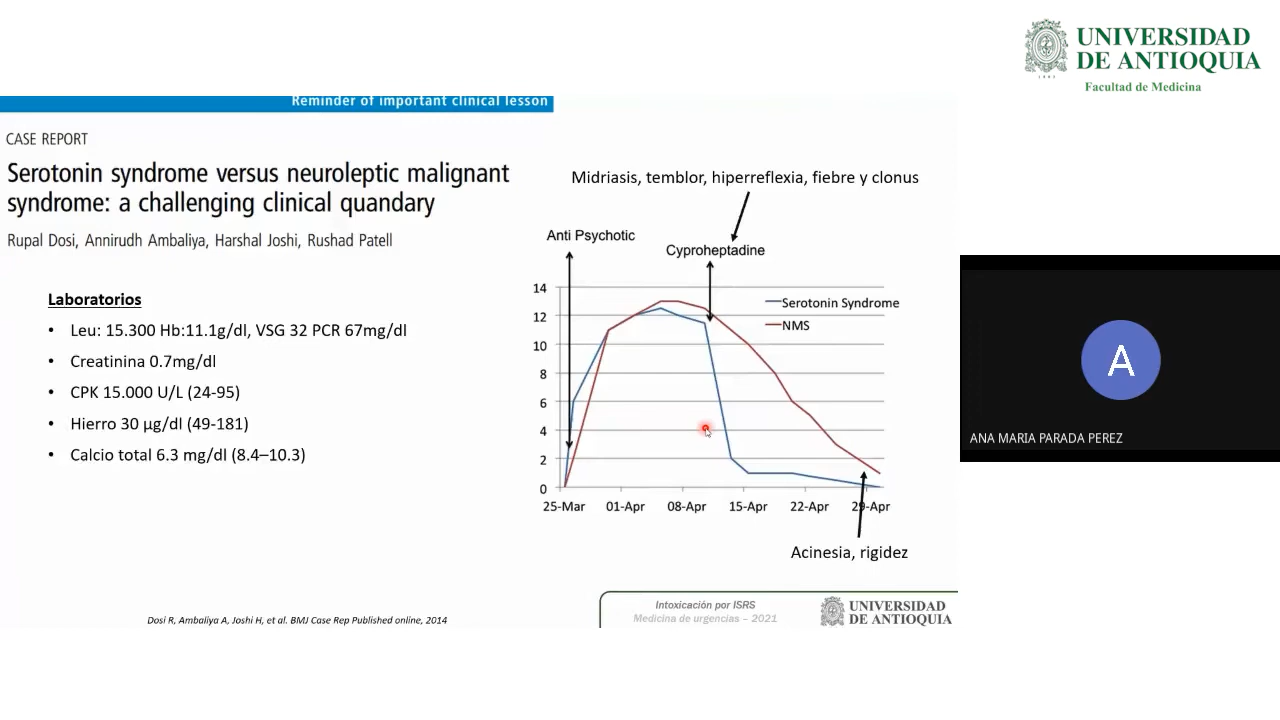 UNIVERSIDAD
DE ANTIOQUIA
1803
Facultad de Medicina
Reminder of important clinical lesson
CASE REPORT
Serotonin syndrome versus neuroleptic malignant
syndrome: a challenging clinical quandary
Rupal Dosi, Annirudh Ambaliya, Harshal Joshi, Rushad Patell
Laboratorios
• Leu: 15.300 Hb:11.1g/dl, VSG 32 PCR 67mg/dl
• Creatinina 0.7mg/dl
• CPK 15.000 U/L (24-95)
• Hierro 30 µg/dl (49-181)
• Calcio total 6.3 mg/dl (8.4–10.3)
Midriasis, temblor, hiperreflexia, fiebre y clonus
Anti Psychotic
Cyproheptadine
14
12
10
8
6
4
2
0
Serotonin Syndrome
NMS
25-Mar 01-Apr 08-Apr 15-Apr 22-Apr 29-Apr
Acinesia, rigidez
Dosi R, Ambaliya A, Joshi H, et al. BMJ Case Rep Published online, 2014
Intoxicación por ISRS
Medicina de urgencias – 2021
UNIVERSIDAD
DE ANTIOQUIA
A
ANA MARIA PARADA PEREZ